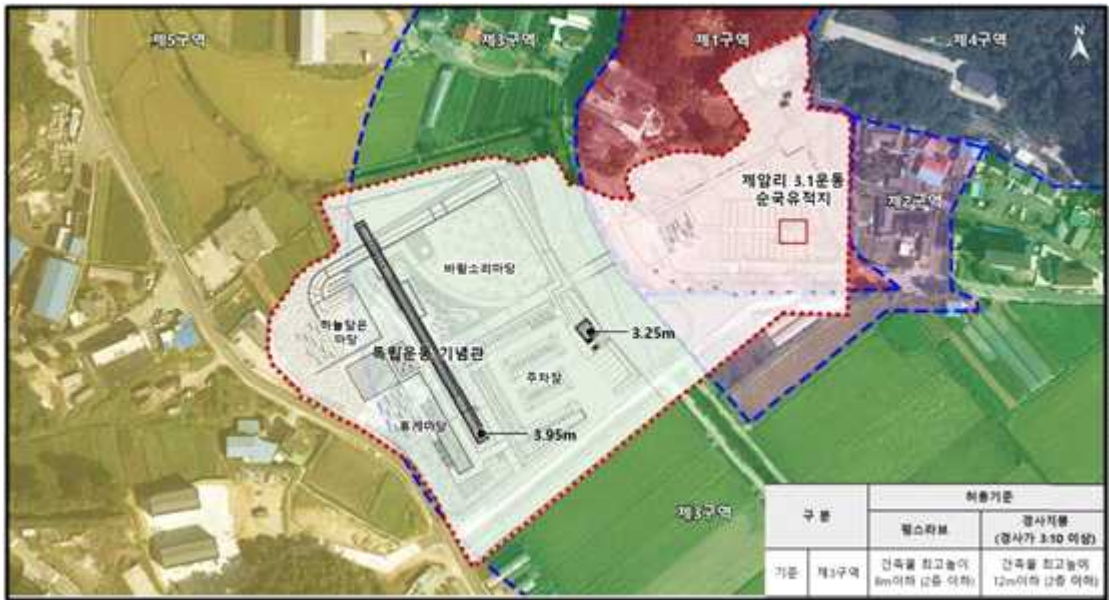 제5구역
제3구역
제1구역
제4구역
N
제암리 3.1운동
순국유적지
제2구역
바람소리마당
하늘담은
마당
독립운동 기념관
3.25m
주차장
휴게마당
3.95m
제3구역
구 분
허용기준
평스라브
경사지붕
(경사가 3:10 이상)
기준
제3구역
건축물 최고높이
8m이하 (2층 이하)
건축물 최고높이
12m이하 (2층 이하)